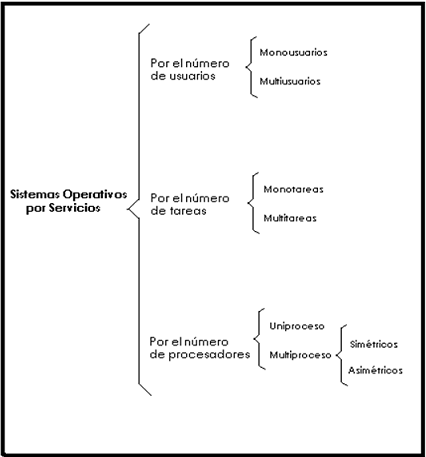 Sistemas Operativos
por Servicios
Por el número
de usuarios
Monousuarios
Multiusuarios
Por el número
de tareas
Monotareas
Multitareas
Por el número
de procesadores
Uniproceso
Multiproceso
Simétricos
Asimétricos